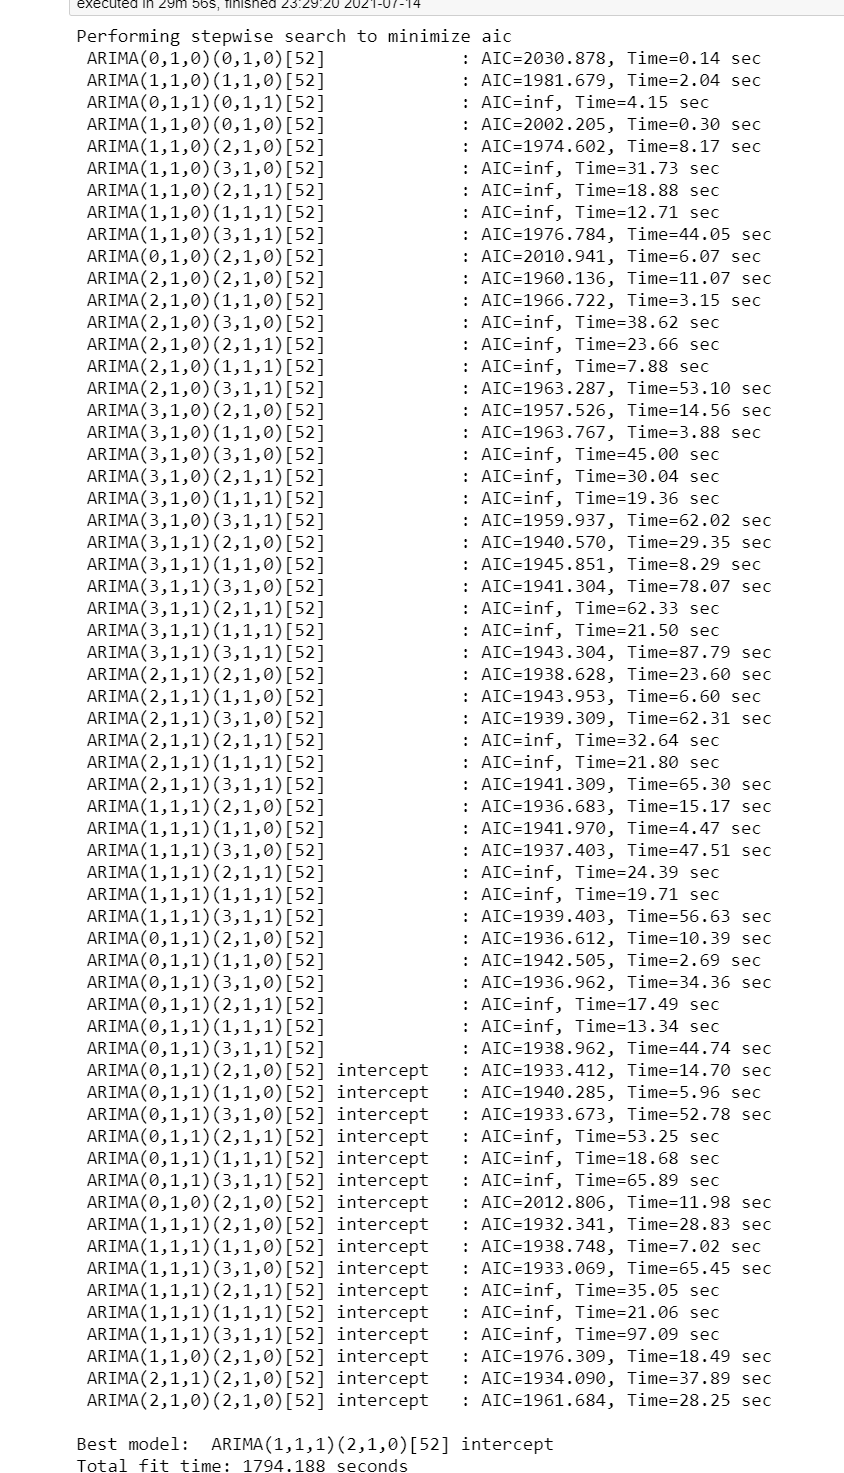 executed in 29m 56s, finished 23:29:20 2021-07-14
Performing stepwise search to minimize aic
ARIMA(0,1,0)(0,1,0)[52]             : AIC=2030.878, Time=0.14 sec
ARIMA(1,1,0)(1,1,0)[52]             : AIC=1981.679, Time=2.04 sec
ARIMA(0,1,1)(0,1,1)[52]             : AIC=inf, Time=4.15 sec
ARIMA(1,1,0)(0,1,0)[52]             : AIC=2002.205, Time=0.30 sec
ARIMA(1,1,0)(2,1,0)[52]             : AIC=1974.602, Time=8.17 sec
ARIMA(1,1,0)(3,1,0)[52]             : AIC=inf, Time=31.73 sec
ARIMA(1,1,0)(2,1,1)[52]             : AIC=inf, Time=18.88 sec
ARIMA(1,1,0)(1,1,1)[52]             : AIC=inf, Time=12.71 sec
ARIMA(1,1,0)(3,1,1)[52]             : AIC=1976.784, Time=44.05 sec
ARIMA(0,1,0)(2,1,0)[52]             : AIC=2010.941, Time=6.07 sec
ARIMA(2,1,0)(2,1,0)[52]             : AIC=1960.136, Time=11.07 sec
ARIMA(2,1,0)(1,1,0)[52]             : AIC=1966.722, Time=3.15 sec
ARIMA(2,1,0)(3,1,0)[52]             : AIC=inf, Time=38.62 sec
ARIMA(2,1,0)(2,1,1)[52]             : AIC=inf, Time=23.66 sec
ARIMA(2,1,0)(1,1,1)[52]             : AIC=inf, Time=7.88 sec
ARIMA(2,1,0)(3,1,1)[52]             : AIC=1963.287, Time=53.10 sec
ARIMA(3,1,0)(2,1,0)[52]             : AIC=1957.526, Time=14.56 sec
ARIMA(3,1,0)(1,1,0)[52]             : AIC=1963.767, Time=3.88 sec
ARIMA(3,1,0)(3,1,0)[52]             : AIC=inf, Time=45.00 sec
ARIMA(3,1,0)(2,1,1)[52]             : AIC=inf, Time=30.04 sec
ARIMA(3,1,0)(1,1,1)[52]             : AIC=inf, Time=19.36 sec
ARIMA(3,1,0)(3,1,1)[52]             : AIC=1959.937, Time=62.02 sec
ARIMA(3,1,1)(2,1,0)[52]             : AIC=1940.570, Time=29.35 sec
ARIMA(3,1,1)(1,1,0)[52]             : AIC=1945.851, Time=8.29 sec
ARIMA(3,1,1)(3,1,0)[52]             : AIC=1941.304, Time=78.07 sec
ARIMA(3,1,1)(2,1,1)[52]             : AIC=inf, Time=62.33 sec
ARIMA(3,1,1)(1,1,1)[52]             : AIC=inf, Time=21.50 sec
ARIMA(3,1,1)(3,1,1)[52]             : AIC=1943.304, Time=87.79 sec
ARIMA(2,1,1)(2,1,0)[52]             : AIC=1938.628, Time=23.60 sec
ARIMA(2,1,1)(1,1,0)[52]             : AIC=1943.953, Time=6.60 sec
ARIMA(2,1,1)(3,1,0)[52]             : AIC=1939.309, Time=62.31 sec
ARIMA(2,1,1)(2,1,1)[52]             : AIC=inf, Time=32.64 sec
ARIMA(2,1,1)(1,1,1)[52]             : AIC=inf, Time=21.80 sec
ARIMA(2,1,1)(3,1,1)[52]             : AIC=1941.309, Time=65.30 sec
ARIMA(1,1,1)(2,1,0)[52]             : AIC=1936.683, Time=15.17 sec
ARIMA(1,1,1)(1,1,0)[52]             : AIC=1941.970, Time=4.47 sec
ARIMA(1,1,1)(3,1,0)[52]             : AIC=1937.403, Time=47.51 sec
ARIMA(1,1,1)(2,1,1)[52]             : AIC=inf, Time=24.39 sec
ARIMA(1,1,1)(1,1,1)[52]             : AIC=inf, Time=19.71 sec
ARIMA(1,1,1)(3,1,1)[52]             : AIC=1939.403, Time=56.63 sec
ARIMA(0,1,1)(2,1,0)[52]             : AIC=1936.612, Time=10.39 sec
ARIMA(0,1,1)(1,1,0)[52]             : AIC=1942.505, Time=2.69 sec
ARIMA(0,1,1)(3,1,0)[52]             : AIC=1936.962, Time=34.36 sec
ARIMA(0,1,1)(2,1,1)[52]             : AIC=inf, Time=17.49 sec
ARIMA(0,1,1)(1,1,1)[52]             : AIC=inf, Time=13.34 sec
ARIMA(0,1,1)(3,1,1)[52]             : AIC=1938.962, Time=44.74 sec
ARIMA(0,1,1)(2,1,0)[52] intercept   : AIC=1933.412, Time=14.70 sec
ARIMA(0,1,1)(1,1,0)[52] intercept   : AIC=1940.285, Time=5.96 sec
ARIMA(0,1,1)(3,1,0)[52] intercept   : AIC=1933.673, Time=52.78 sec
ARIMA(0,1,1)(2,1,1)[52] intercept   : AIC=inf, Time=53.25 sec
ARIMA(0,1,1)(1,1,1)[52] intercept   : AIC=inf, Time=18.68 sec
ARIMA(0,1,1)(3,1,1)[52] intercept   : AIC=inf, Time=65.89 sec
ARIMA(0,1,0)(2,1,0)[52] intercept   : AIC=2012.806, Time=11.98 sec
ARIMA(1,1,1)(2,1,0)[52] intercept   : AIC=1932.341, Time=28.83 sec
ARIMA(1,1,1)(1,1,0)[52] intercept   : AIC=1938.748, Time=7.02 sec
ARIMA(1,1,1)(3,1,0)[52] intercept   : AIC=1933.069, Time=65.45 sec
ARIMA(1,1,1)(2,1,1)[52] intercept   : AIC=inf, Time=35.05 sec
ARIMA(1,1,1)(1,1,1)[52] intercept   : AIC=inf, Time=21.06 sec
ARIMA(1,1,1)(3,1,1)[52] intercept   : AIC=inf, Time=97.09 sec
ARIMA(1,1,0)(2,1,0)[52] intercept   : AIC=1976.309, Time=18.49 sec
ARIMA(2,1,1)(2,1,0)[52] intercept   : AIC=1934.090, Time=37.89 sec
ARIMA(2,1,0)(2,1,0)[52] intercept   : AIC=1961.684, Time=28.25 sec
Best model:  ARIMA(1,1,1)(2,1,0)[52] intercept
Total fit time: 1794.188 seconds